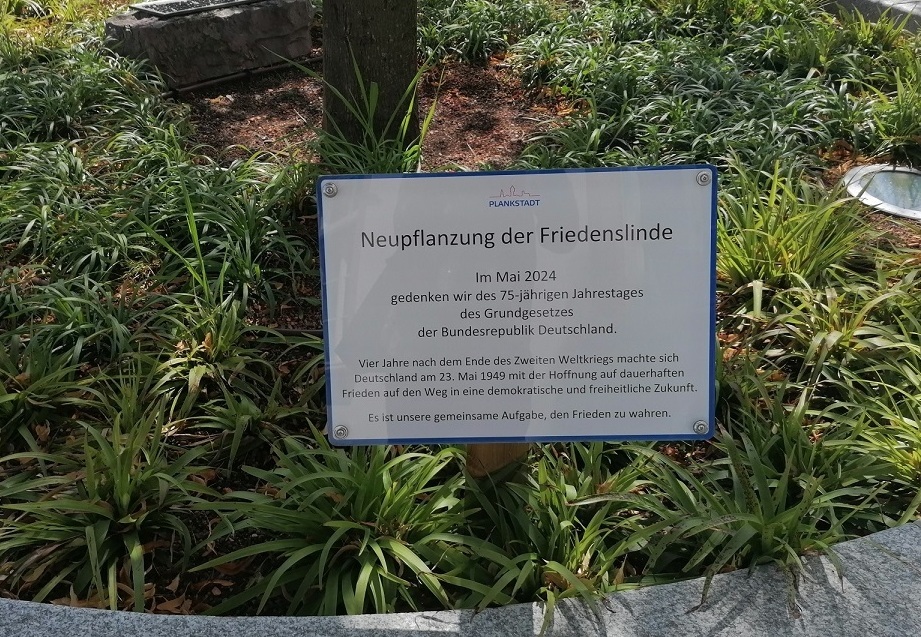 PLANKSTADT
Neupflanzung der Friedenslinde
Im Mai 2024
gedenken wir des 75-jährigen Jahrestages
des Grundgesetzes
der Bundesrepublik Deutschland.
Vier Jahre nach dem Ende des Zweiten Weltkriegs machte sich
Deutschland am 23. Mai 1949 mit der Hoffnung auf dauerhaften
Frieden auf den Weg in eine demokratische und freiheitliche Zukunft.
Es ist unsere gemeinsame Aufgabe, den Frieden zu wahren.